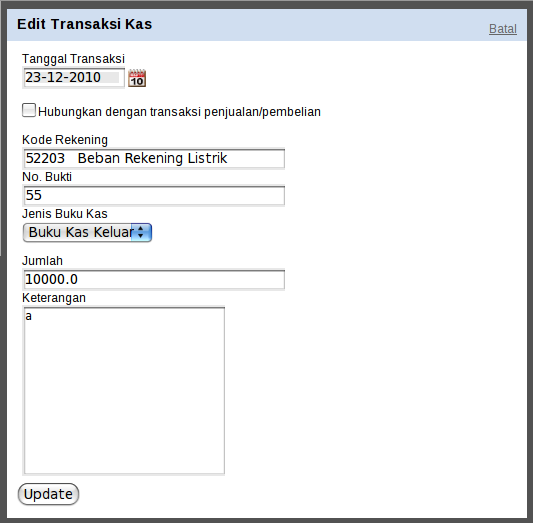 Edit Transaksi Kas
Batal
Tanggal Transaksi
23-12-2010
10
Hubungkan dengan transaksi penjualan/pembelian
Kode Rekening
52203 Beban Rekening Listrik
No. Bukti
55
Jenis Buku Kas
Buku Kas Keluar
Jumlah
10000.0
Keterangan
a
Update